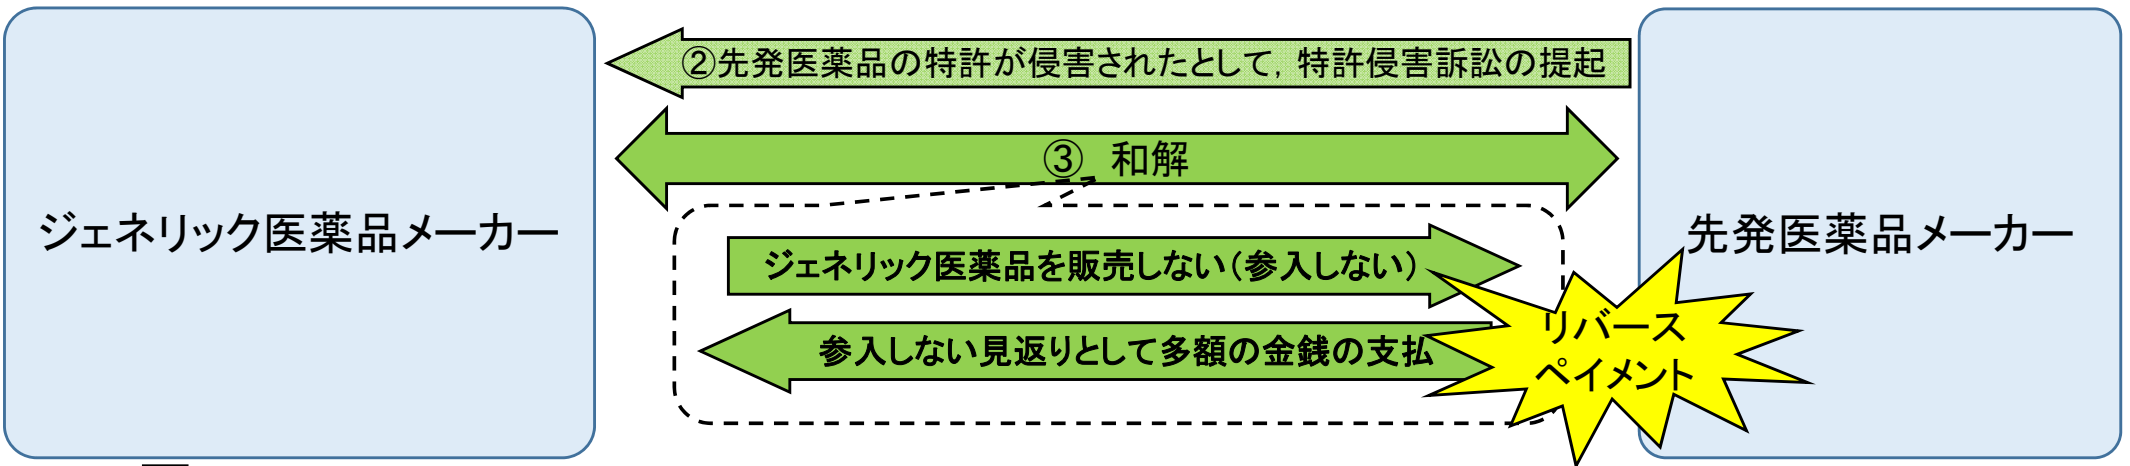 ジェネリック医薬品メーカー
②先発医薬品の特許が侵害されたとして，特許侵害訴訟の提起
③　和解
ジェネリック医薬品を販売しない（参入しない）
参入しない見返りとして多額の金銭の支払
リバース
ペイメント
先発医薬品メーカー